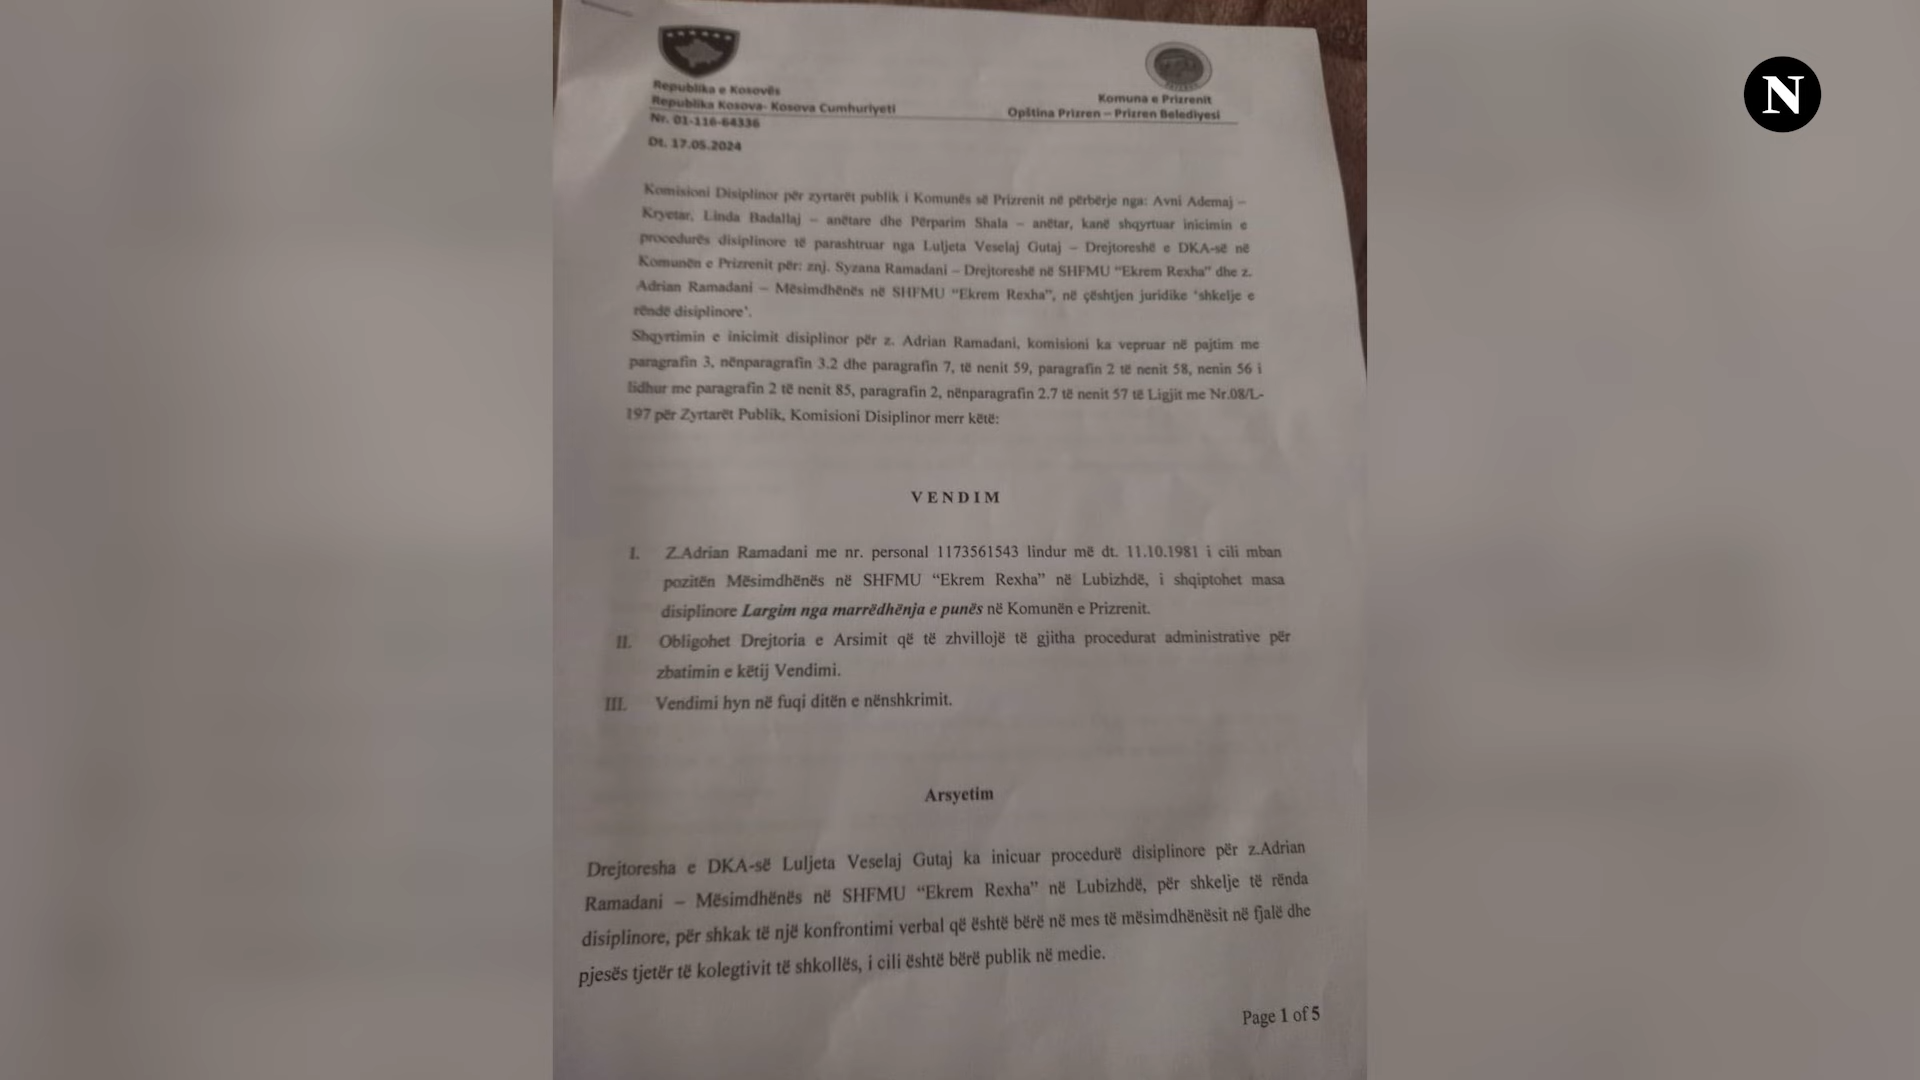 Republika e Kosovës
Republika Kosova- Kosova Cumhuriyeti
Nr. 01-116-64336
Dt. 17.05.2024
Komuna e Prizrenit
Opština Prizren – Prizren Belediyesi
N
Komisioni Disiplinor për zyrtarët publik i Komunës së Prizrenit në përbërje nga: Avni Ademaj –
Kryetar, Linda Badallaj – anëtare dhe Përparim Shala – anëtar, kanë shqyrtuar inicimin e
procedurës disiplinore të parashtruar nga Luljeta Veselaj Gutaj – Drejtoreshë e DKA-së në
Komunën e Prizrenit për: znj. Syzana Ramadani – Drejtoreshë në SHFMU “Ekrem Rexha” dhe z.
Adrian Ramadani – Mësimdhënës në SHFMU “Ekrem Rexha”, në çështjen juridike ‘shkelje e
rëndë disiplinore’.
Shqyrtimin e inicimit disiplinor për z. Adrian Ramadani, komisioni ka vepruar në pajtim me
paragrafin 3, nënparagrafin 3.2 dhe paragrafin 7, të nenit 59, paragrafin 2 të nenit 58, nenin 56 i
lidhur me paragrafin 2 të nenit 85, paragrafin 2, nënparagrafin 2.7 të nenit 57 të Ligjit me Nr.08/L-
197 për Zyrtarët Publik, Komisioni Disiplinor merr këtë:
V E N D I M
I. Z.Adrian Ramadani me nr. personal 1173561543 lindur më dt. 11.10.1981 i cili mban
pozitën Mësimdhënës në SHFMU “Ekrem Rexha” në Lubizhdë, i shqiptohet masa
disiplinore Largim nga marrëdhënja e punës në Komunën e Prizrenit.
II. Obligohet Drejtoria e Arsimit që të zhvillojë të gjitha procedurat administrative për
zbatimin e këtij Vendimi.
III. Vendimi hyn në fuqi ditën e nënshkrimit.
Arsyetim
Drejtoresha e DKA-së Luljeta Veselaj Gutaj ka inicuar procedurë disiplinore për z.Adrian
Ramadani – Mësimdhënës në SHFMU “Ekrem Rexha” në Lubizhdë, për shkelje të rënda
disiplinore, për shkak të një konfrontimi verbal që është bërë në mes të mësimdhënësit në fjalë dhe
pjesës tjetër të kolegtivit të shkollës, i cili është bërë publik në medie.
Page 1 of 5